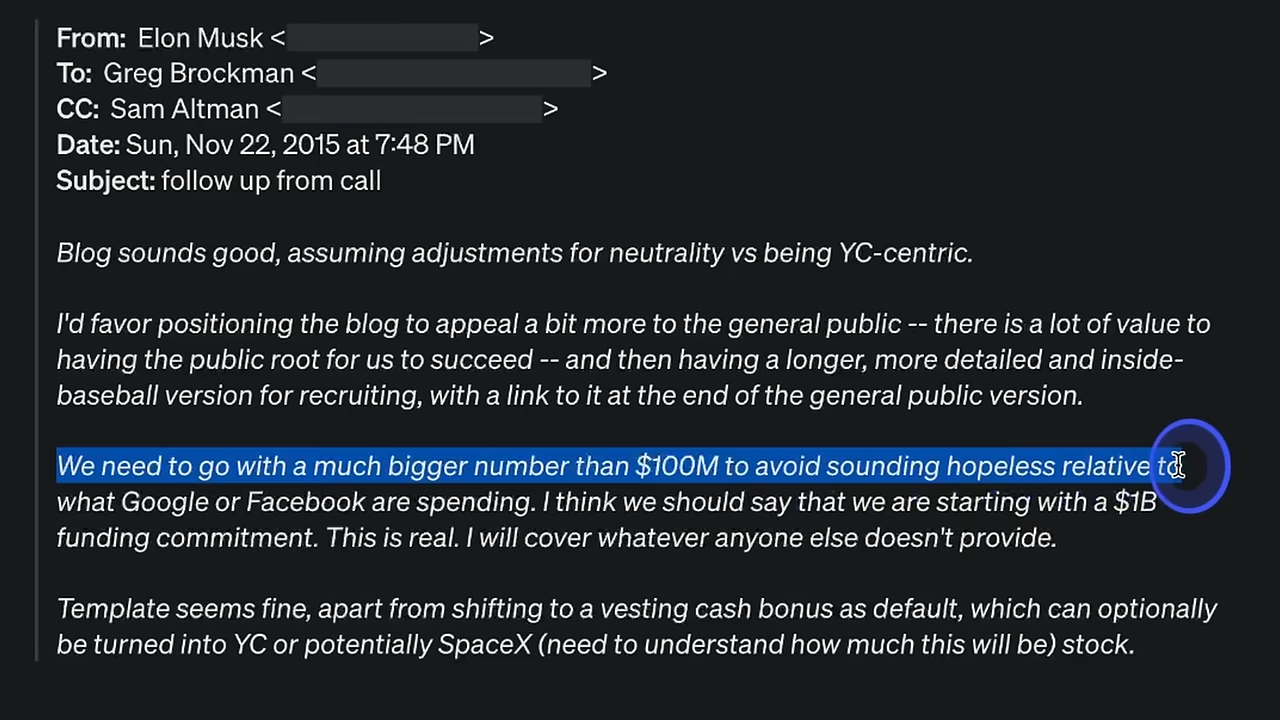 From: Elon Musk < >
To: Greg Brockman < >
CC: Sam Altman < >
Date: Sun, Nov 22, 2015 at 7:48 PM
Subject: follow up from call
Blog sounds good, assuming adjustments for neutrality vs being YC-centric.
I'd favor positioning the blog to appeal a bit more to the general public -- there is a lot of value to
having the public root for us to succeed -- and then having a longer, more detailed and inside-
baseball version for recruiting, with a link to it at the end of the general public version.
We need to go with a much bigger number than $100M to avoid sounding hopeless relative to
what Google or Facebook are spending. I think we should say that we are starting with a $1B
funding commitment. This is real. I will cover whatever anyone else doesn't provide.
Template seems fine, apart from shifting to a vesting cash bonus as default, which can optionally
be turned into YC or potentially SpaceX (need to understand how much this will be) stock.